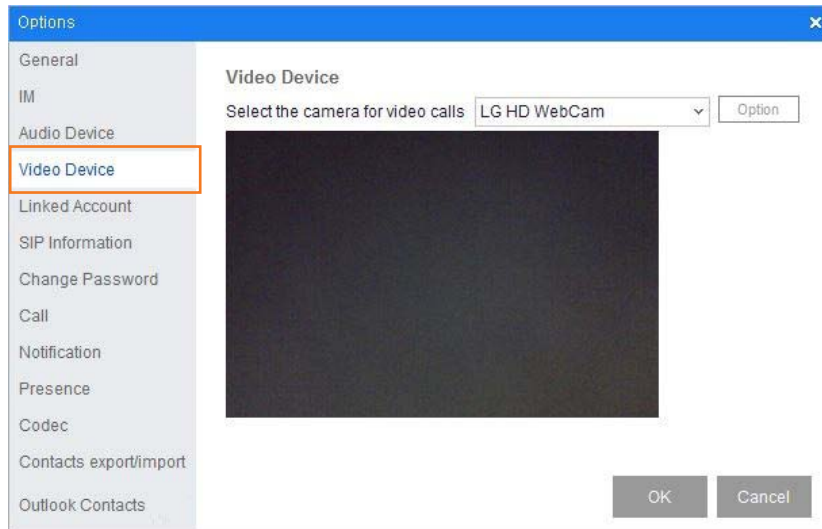 Options
General
IM
Audio Device
Video Device
Linked Account
SIP Information
Change Password
Call
Notification
Presence
Codec
Contacts export/import
Outlook Contacts
Video Device
Select the camera for video calls LG HD WebCam Option
OK Cancel